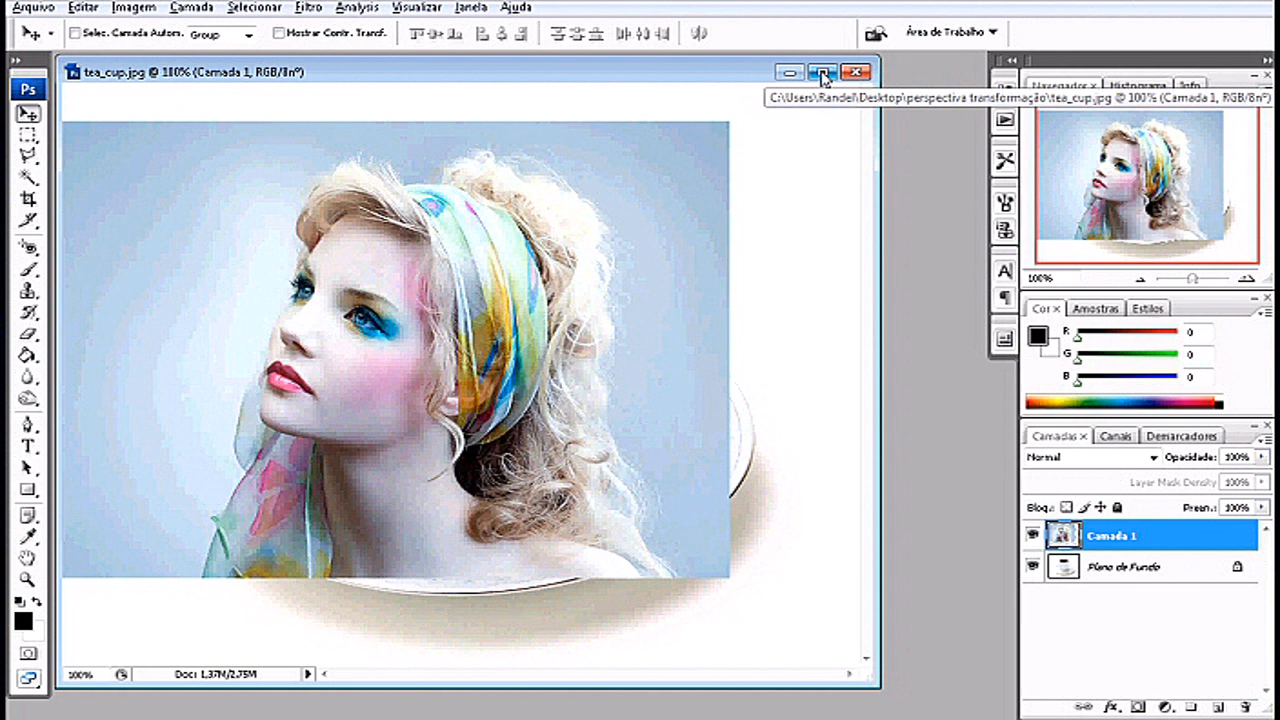 Arquivo Editar Imagem Camada Selecionar Filtro Analysis Visualizar Janela Ajuda
Selec. Camada Autom. Group Mostrar Contr. Transf. Área de Trabalho
Ps
tea_cup.jpg @ 100% (Camada 1, RGB/8nº)
C:\Users\Randel\Desktop\perspectiva transformação\tea_cup.jpg @ 100% (Camada 1, RGB/8nº)
Navegador × Histograma Info
100%
Cor × Amostras Estilos
R 0
G 0
B 0
Camadas × Canais Demarcadores
Normal Opacidade: 100%
Layer Mask Density 100%
Bloq.: Preen.: 100%
Camada 1
Plano de Fundo
100% Doc: 1,37M/2,75M